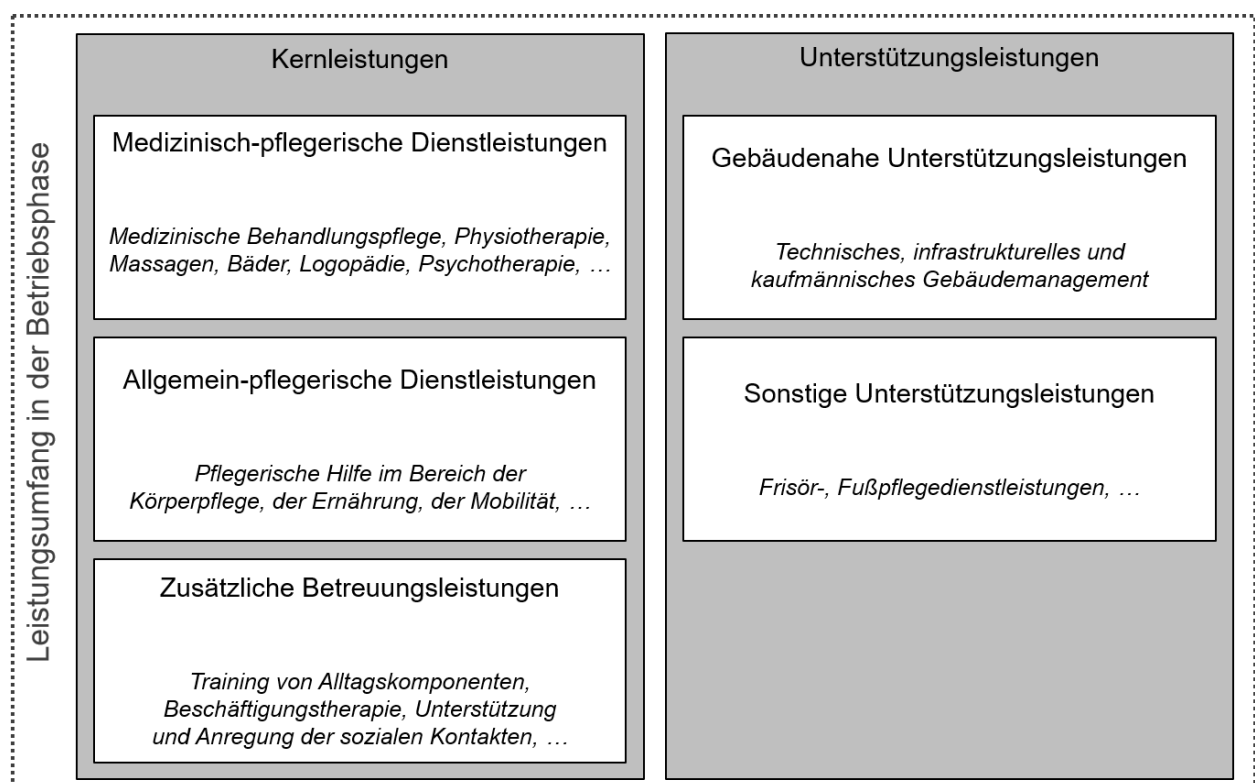 Leistungsumfang in der Betriebsphase
Kernleistungen
Medizinisch-pflegerische Dienstleistungen
Medizinische Behandlungspflege, Physiotherapie,
Massagen, Bäder, Logopädie, Psychotherapie, …
Allgemein-pflegerische Dienstleistungen
Pflegerische Hilfe im Bereich der
Körperpflege, der Ernährung, der Mobilität, …
Zusätzliche Betreuungsleistungen
Training von Alltagskomponenten,
Beschäftigungstherapie, Unterstützung
und Anregung der sozialen Kontakten, …
Unterstützungsleistungen
Gebäudenahe Unterstützungsleistungen
Technisches, infrastrukturelles und
kaufmännisches Gebäudemanagement
Sonstige Unterstützungsleistungen
Frisör-, Fußpflegedienstleistungen, …